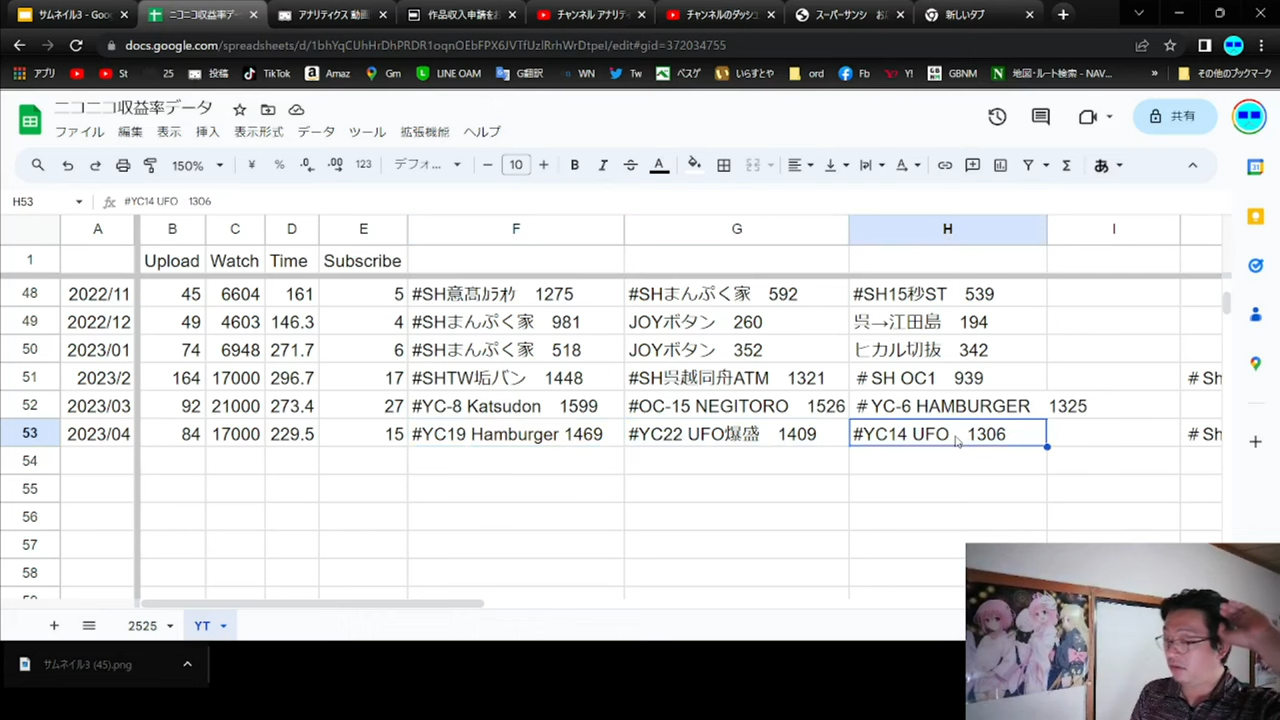 サムネイル3 - Goo
ニコニコ収益率デー
アナリティクス 動画
作品収入申請をお
チャンネル アナリテ
チャンネルのダッシュ
スーパーサンシ お
新しいタブ
docs.google.com/spreadsheets/d/1bhYqCUhHrDhPRDR1oqnOEbFPX6JVTfUzlRrhWrDtpeI/edit#gid=372034755
アプリ St 25 投稿 TikTok Amaz Gm LINE OAM G翻訳 WN Tw ベスゲ いらすとや ord Fb Y! GBNM 地図・ルート検索 - NAV... » その他のブックマーク
ニコニコ収益率データ
ファイル 編集 表示 挿入 表示形式 データ ツール 拡張機能 ヘルプ
共有
150% ¥ % .0 .00 123 デフォ... 10 B I あ
H53 fx #YC14 UFO 1306
A B C D E F G H I
1 Upload Watch Time Subscribe
48 2022/11 45 6604 161 5 #SH意髙ｶﾗｵｹ 1275 #SHまんぷく家 592 #SH15秒ST 539
49 2022/12 49 4603 146.3 4 #SHまんぷく家 981 JOYボタン 260 呉→江田島 194
50 2023/01 74 6948 271.7 6 #SHまんぷく家 518 JOYボタン 352 ヒカル切抜 342
51 2023/2 164 17000 296.7 17 #SHTW垢バン 1448 #SH呉越同舟ATM 1321 ＃SH OC1 939 ＃Sh
52 2023/03 92 21000 273.4 27 #YC-8 Katsudon 1599 #OC-15 NEGITORO 1526 ＃YC-6 HAMBURGER 1325
53 2023/04 84 17000 229.5 15 #YC19 Hamburger 1469 #YC22 UFO爆盛 1409 #YC14 UFO 1306 ＃Sh
54
55
56
57
58
2525 YT
サムネイル3 (45).png